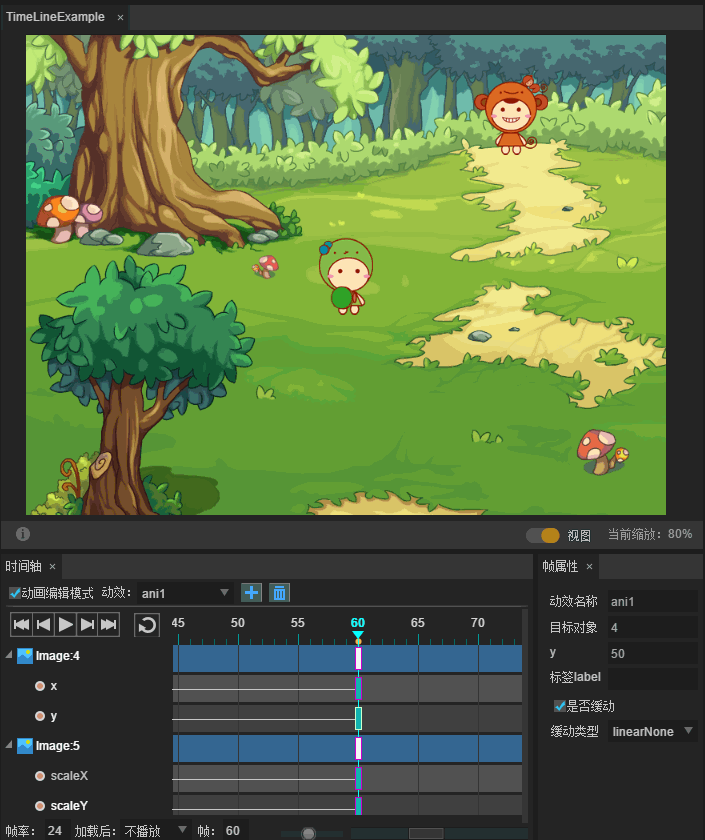 TimeLineExample ×
视图 当前缩放：80%
时间轴 ×
动画编辑模式 动效： ani1
45 50 55 60 65 70
Image:4
x
y
Image:5
scaleX
scaleY
帧率： 24 加载后： 不播放 帧： 60
帧属性 ×
动效名称 ani1
目标对象 4
y 50
标签label
是否缓动
缓动类型 linearNone